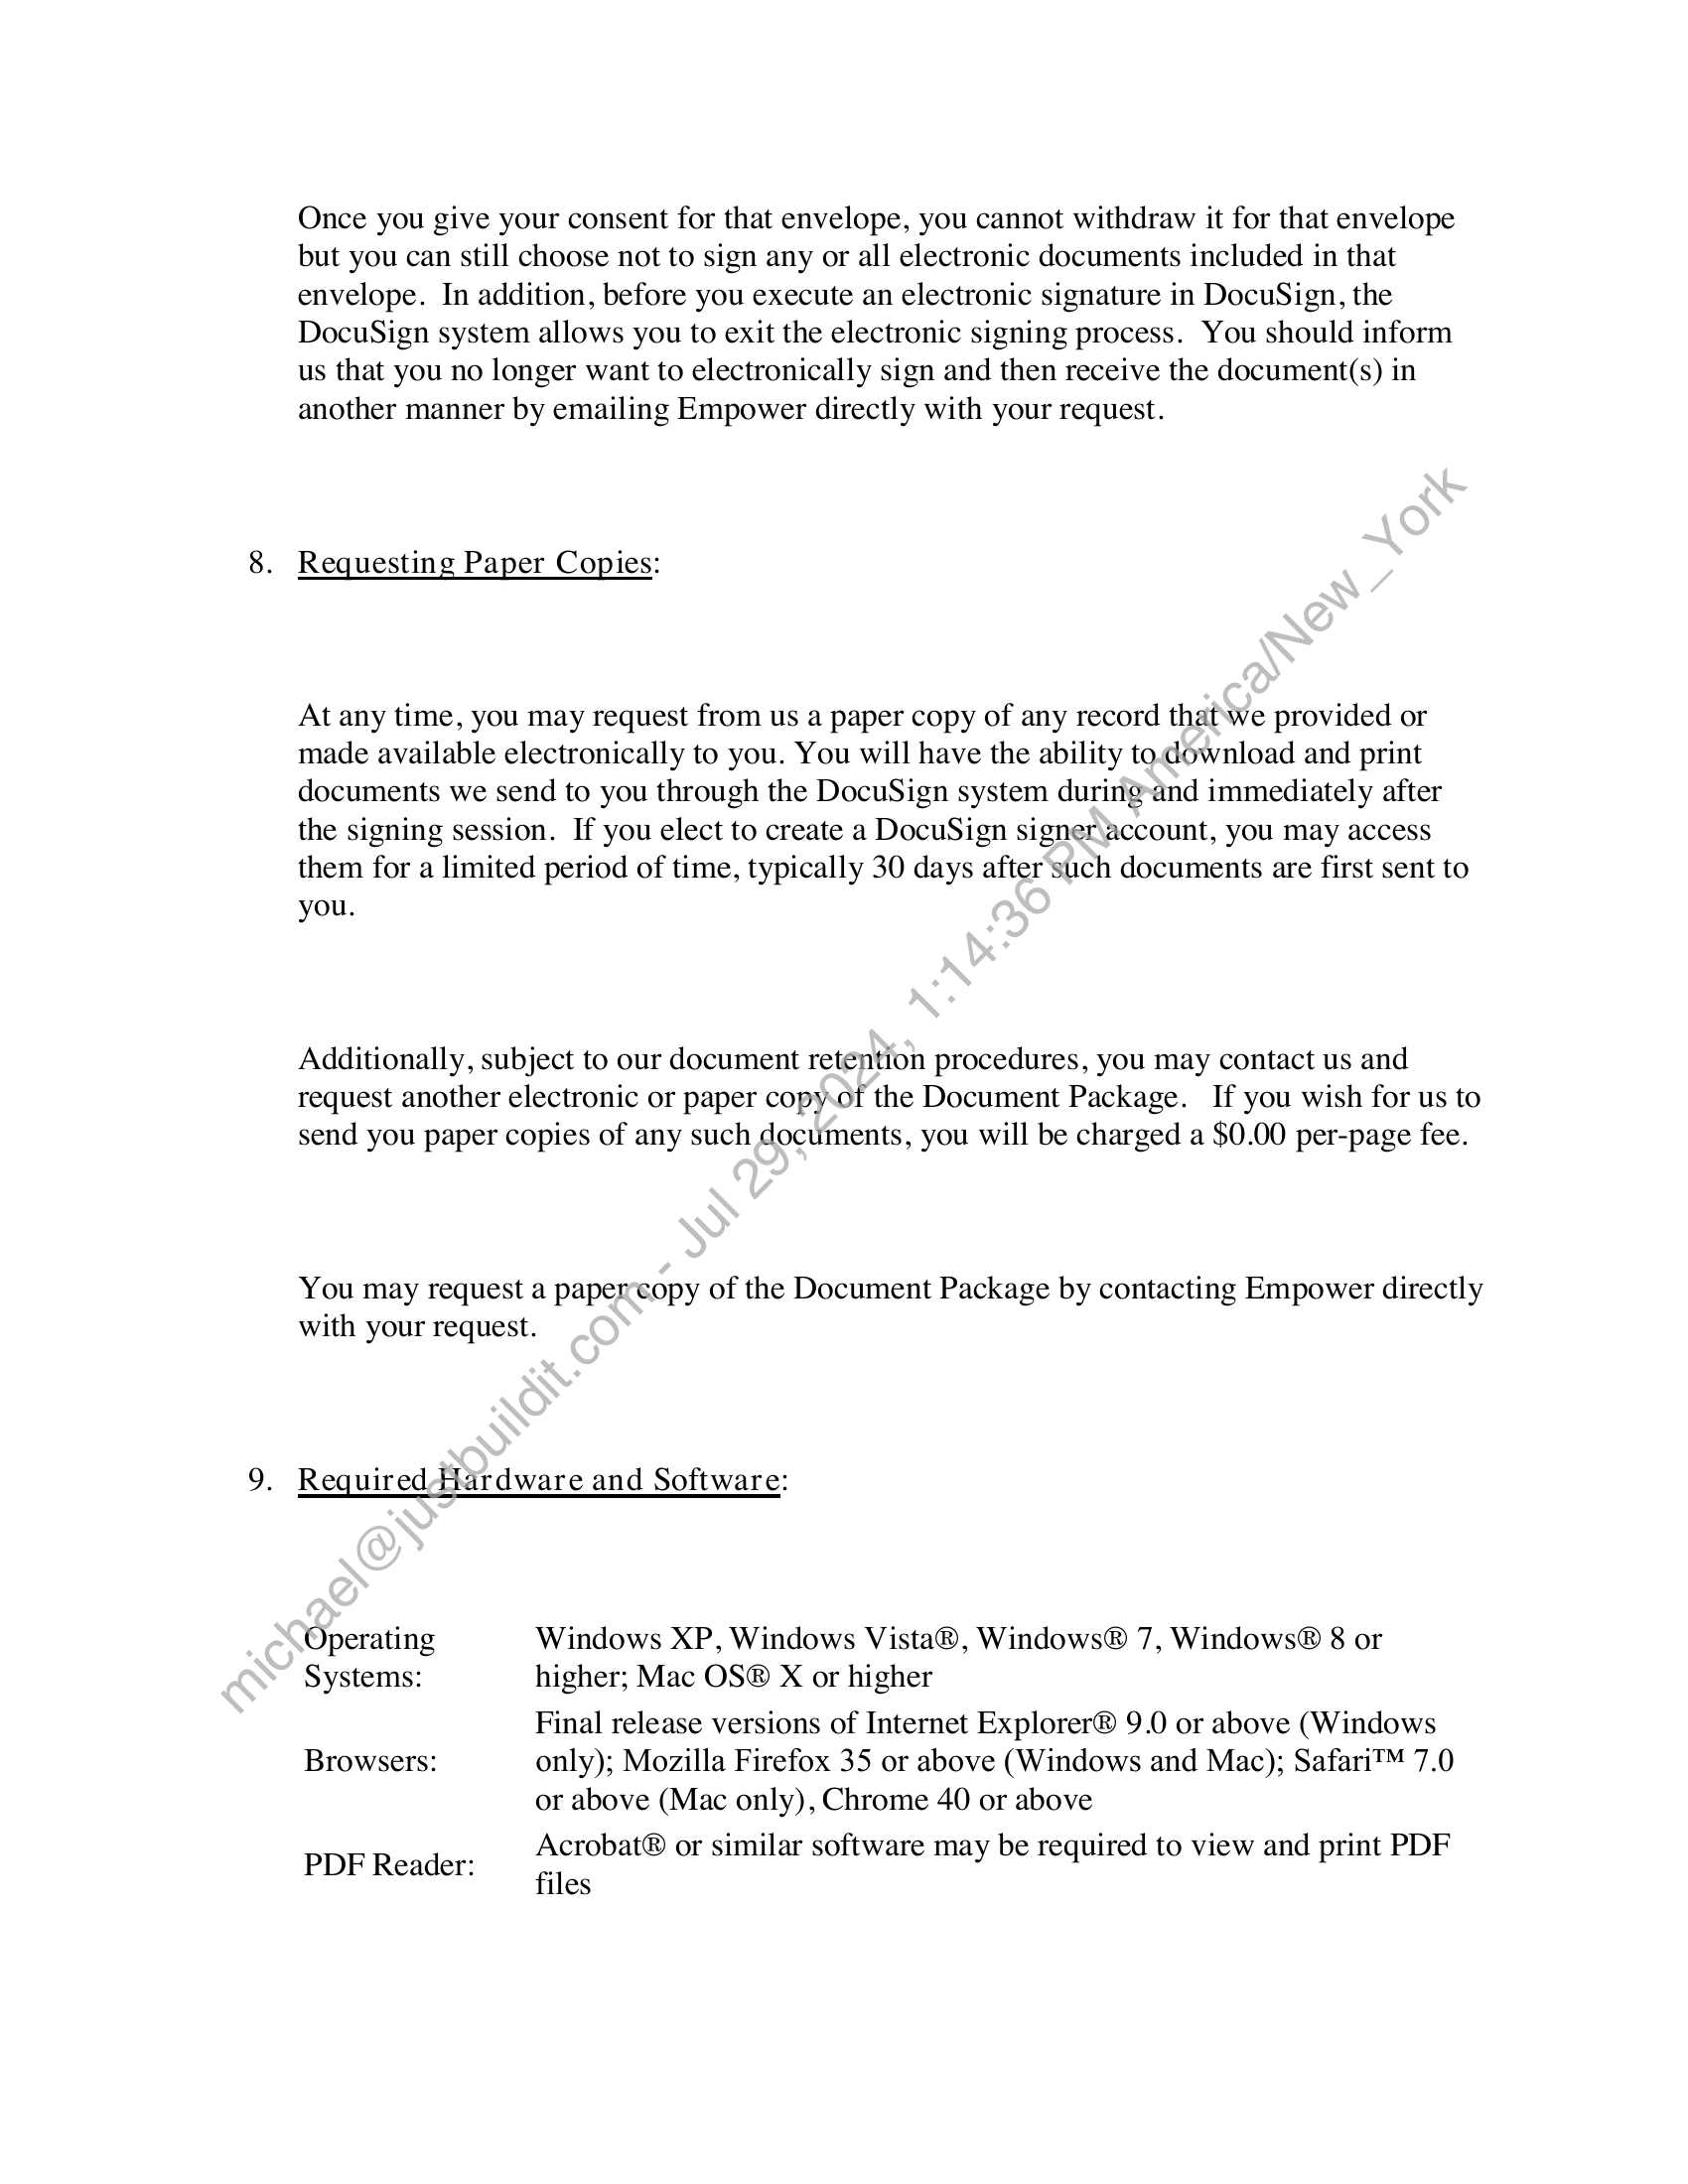 Once you give your consent for that envelope, you cannot withdraw it for that envelope
but you can still choose not to sign any or all electronic documents included in that
envelope.  In addition, before you execute an electronic signature in DocuSign, the
DocuSign system allows you to exit the electronic signing process.  You should inform
us that you no longer want to electronically sign and then receive the document(s) in
another manner by emailing Empower directly with your request.
8. Requesting Paper Copies:
At any time, you may request from us a paper copy of any record that we provided or
made available electronically to you. You will have the ability to download and print
documents we send to you through the DocuSign system during and immediately after
the signing session.  If you elect to create a DocuSign signer account, you may access
them for a limited period of time, typically 30 days after such documents are first sent to
you.
Additionally, subject to our document retention procedures, you may contact us and
request another electronic or paper copy of the Document Package.   If you wish for us to
send you paper copies of any such documents, you will be charged a $0.00 per-page fee.
You may request a paper copy of the Document Package by contacting Empower directly
with your request.
9. Required Hardware and Software:
Operating Systems: Windows XP, Windows Vista®, Windows® 7, Windows® 8 or
higher; Mac OS® X or higher
Browsers: Final release versions of Internet Explorer® 9.0 or above (Windows
only); Mozilla Firefox 35 or above (Windows and Mac); Safari™ 7.0
or above (Mac only), Chrome 40 or above
PDF Reader: Acrobat® or similar software may be required to view and print PDF
files
michael@justbuildit.com - Jul 29, 2024, 1:14:36 PM America/New_York